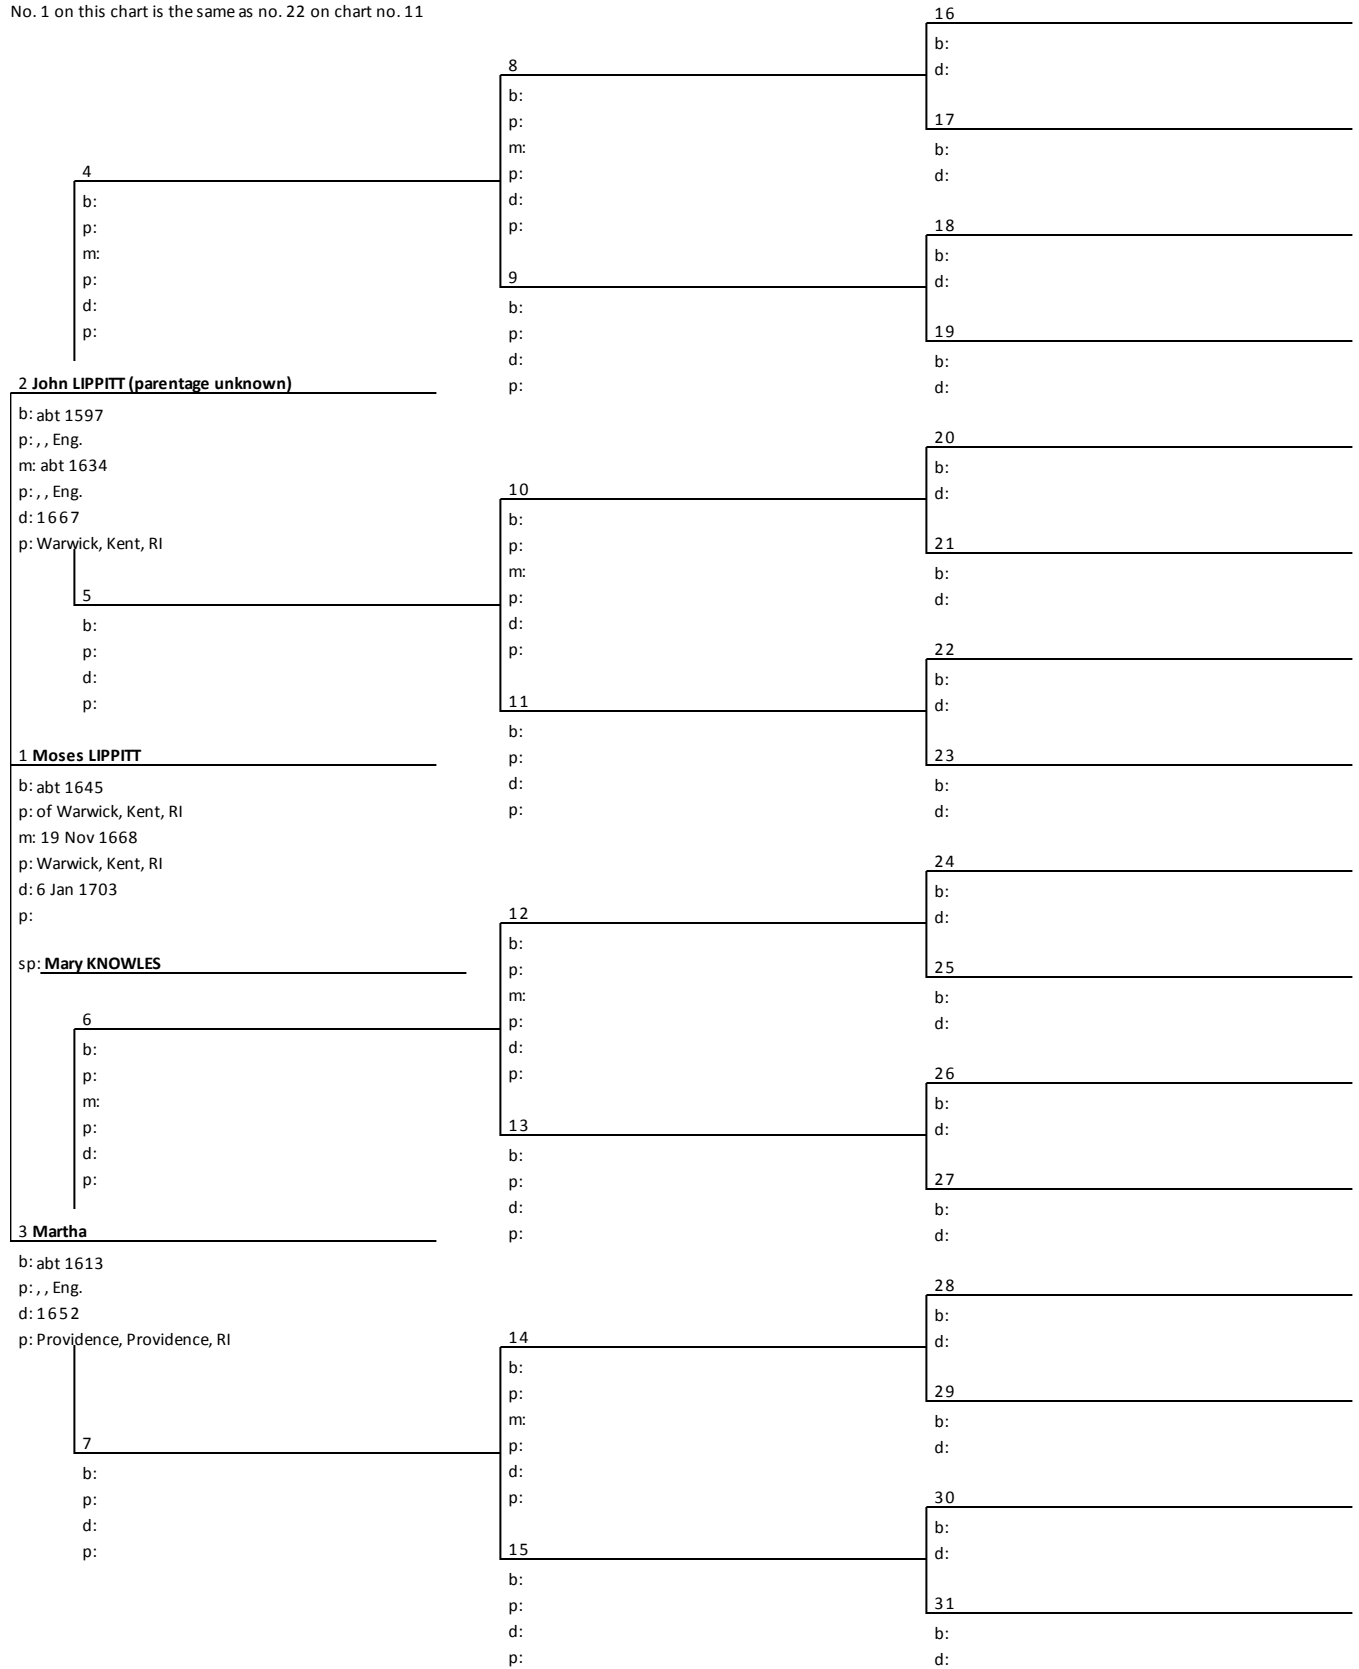 No. 1 on this chart is the same as no. 22 on chart no. 11
2 John LIPPITT (parentage unknown)
b: abt 1597
p: , , Eng.
m: abt 1634
p: , , Eng.
d: 1667
p: Warwick, Kent, RI
1 Moses LIPPITT
b: abt 1645
p: of Warwick, Kent, RI
m: 19 Nov 1668
p: Warwick, Kent, RI
d: 6 Jan 1703
p:
sp: Mary KNOWLES
3 Martha
b: abt 1613
p: , , Eng.
d: 1652
p: Providence, Providence, RI
4
b:
p:
m:
p:
d:
p:
5
b:
p:
d:
p:
6
b:
p:
m:
p:
d:
p:
7
b:
p:
d:
p:
8
b:
p:
m:
p:
d:
p:
9
b:
p:
d:
p:
10
b:
p:
m:
p:
d:
p:
11
b:
p:
d:
p:
12
b:
p:
m:
p:
d:
p:
13
b:
p:
d:
p:
14
b:
p:
m:
p:
d:
p:
15
b:
p:
d:
p:
16
b:
d:
17
b:
d:
18
b:
d:
19
b:
d:
20
b:
d:
21
b:
d:
22
b:
d:
23
b:
d:
24
b:
d:
25
b:
d:
26
b:
d:
27
b:
d:
28
b:
d:
29
b:
d:
30
b:
d:
31
b:
d: